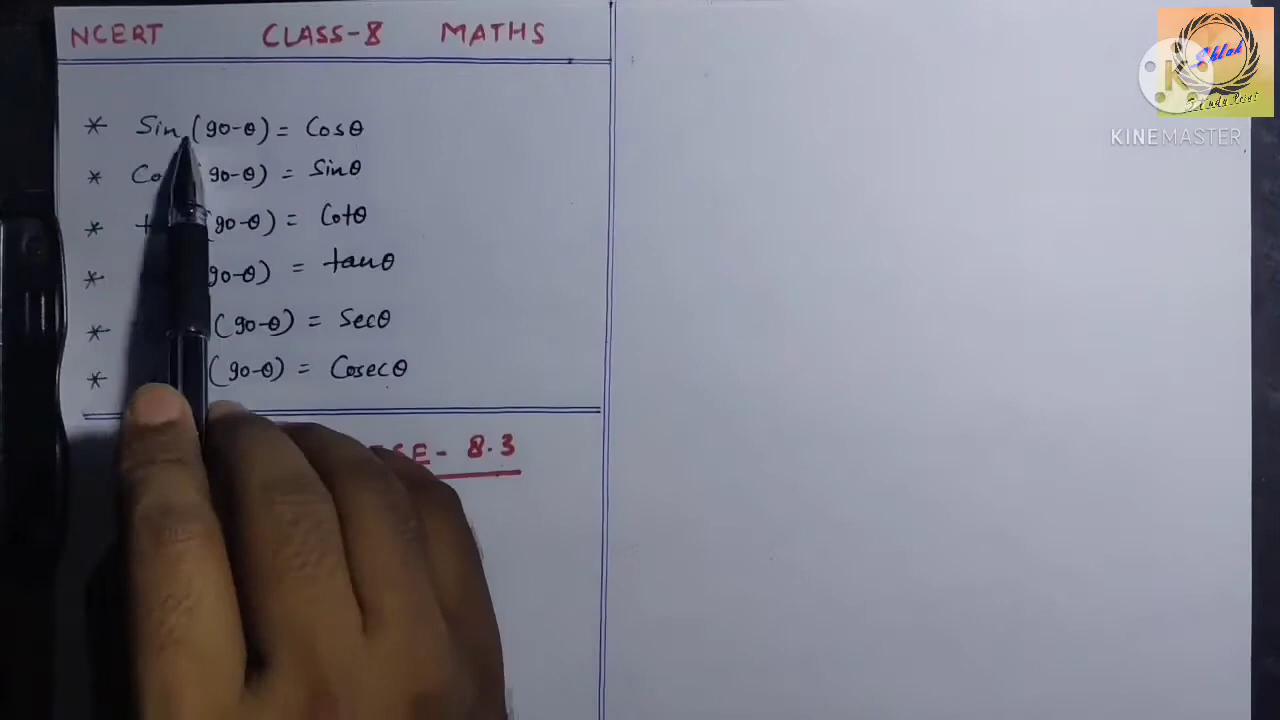 NCERT CLASS-8 MATHS
* Sin (90-θ) = Cosθ
* (90-θ) = Sinθ
* (90-θ) = Cotθ
* (90-θ) = tanθ
* (90-θ) = Secθ
* (90-θ) = Cosecθ
8.3
KINEMASTER